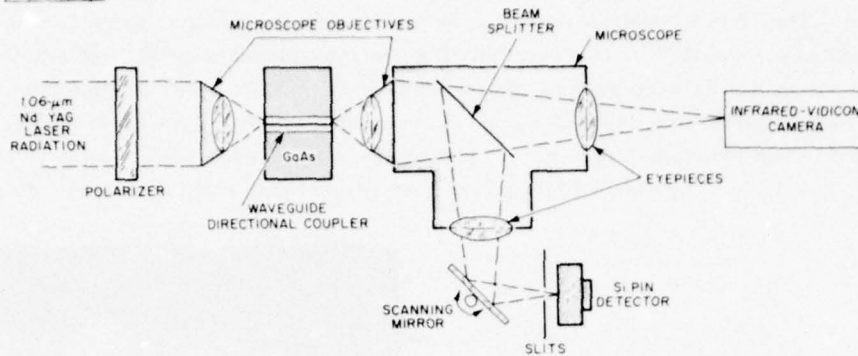 BEAM
SPLITTER
MICROSCOPE OBJECTIVES
MICROSCOPE
1.06-μm
Nd YAG
LASER
RADIATION
INFRARED-VIDICON
CAMERA
GaAs
POLARIZER
EYEPIECES
WAVEGUIDE
DIRECTIONAL COUPLER
Si PIN
DETECTOR
SCANNING
MIRROR
SLITS